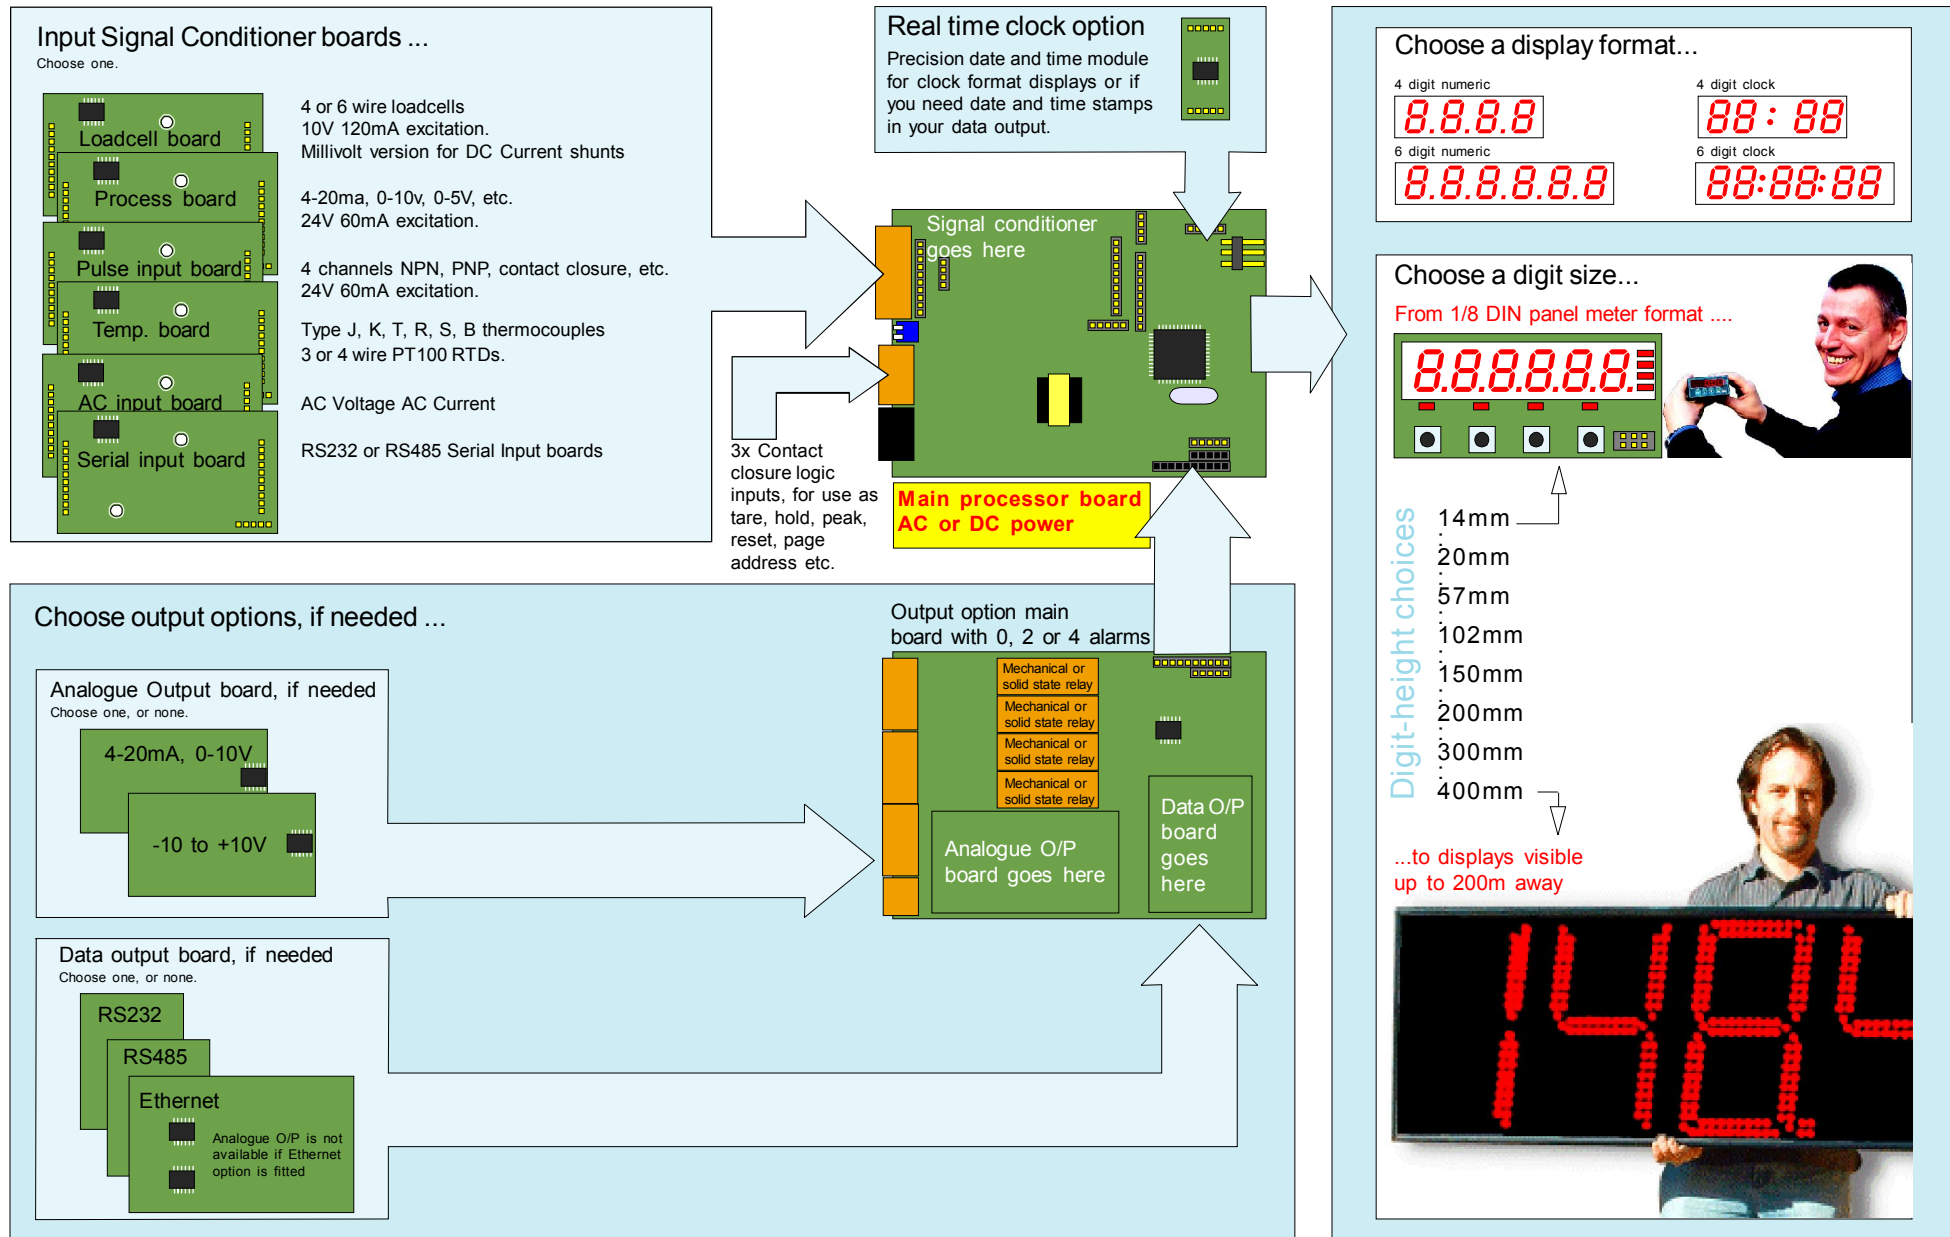 Input Signal Conditioner boards ...
Choose one.
Loadcell board
4 or 6 wire loadcells
10V 120mA excitation.
Millivolt version for DC Current shunts
Process board
4-20ma, 0-10v, 0-5V, etc.
24V 60mA excitation.
Pulse input board
4 channels NPN, PNP, contact closure, etc.
24V 60mA excitation.
Temp. board
Type J, K, T, R, S, B thermocouples
3 or 4 wire PT100 RTDs.
AC input board
AC Voltage AC Current
Serial input board
RS232 or RS485 Serial Input boards
Real time clock option
Precision date and time module
for clock format displays or if
you need date and time stamps
in your data output.
Signal conditioner
goes here
3x Contact
closure logic
inputs, for use as
tare, hold, peak,
reset, page
address etc.
Main processor board
AC or DC power
Choose output options, if needed ...
Analogue Output board, if needed
Choose one, or none.
4-20mA, 0-10V
-10 to +10V
Data output board, if needed
Choose one, or none.
RS232
RS485
Ethernet
Analogue O/P is not
available if Ethernet
option is fitted
Output option main
board with 0, 2 or 4 alarms
Mechanical or
solid state relay
Mechanical or
solid state relay
Mechanical or
solid state relay
Mechanical or
solid state relay
Analogue O/P
board goes here
Data O/P
board
goes
here
Choose a display format...
4 digit numeric
8.8.8.8
4 digit clock
88:88
6 digit numeric
8.8.8.8.8.8
6 digit clock
88:88:88
Choose a digit size...
From 1/8 DIN panel meter format ....
8.8.8.8.8.8.
Digit-height choices
14mm
20mm
57mm
102mm
150mm
200mm
300mm
400mm
...to displays visible
up to 200m away
148.4